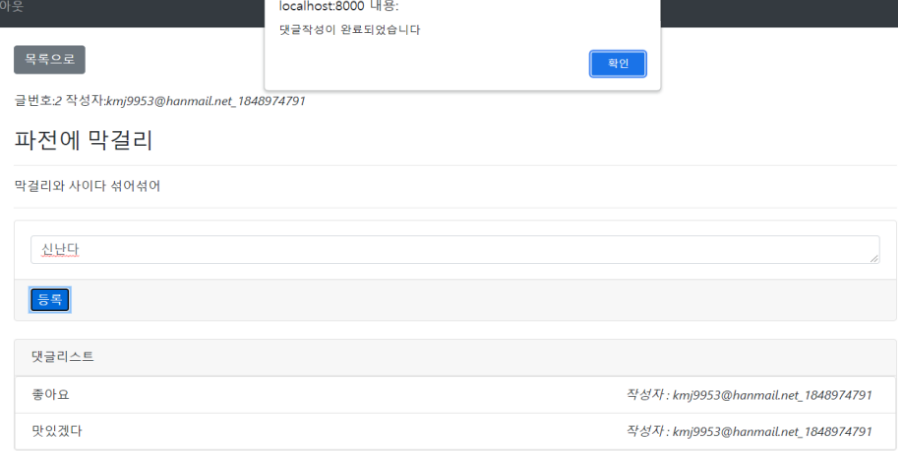 아웃
localhost:8000 내용:
댓글작성이 완료되었습니다
확인
목록으로
글번호:2 작성자:kmj9953@hanmail.net_1848974791
파전에 막걸리
막걸리와 사이다 섞어섞어
신난다
등록
댓글리스트
좋아요 작성자 : kmj9953@hanmail.net_1848974791
맛있겠다 작성자 : kmj9953@hanmail.net_1848974791